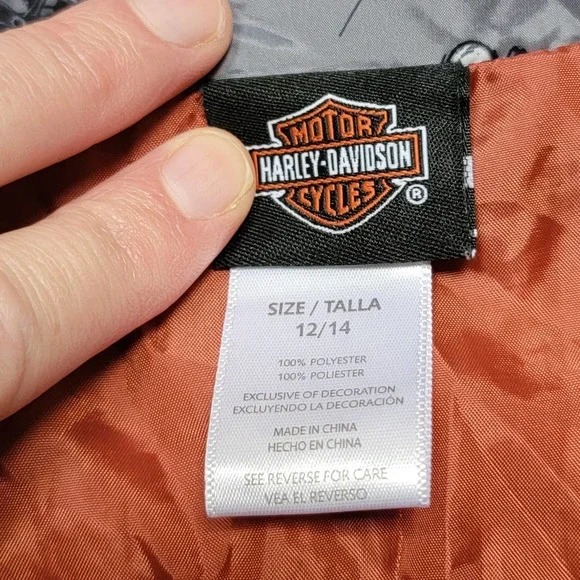 MOTOR
HARLEY-DAVIDSON
CYCLES
®
SIZE / TALLA
12/14
100% POLYESTER
100% POLIESTER
EXCLUSIVE OF DECORATION
EXCLUYENDO LA DECORACIÓN
MADE IN CHINA
HECHO EN CHINA
SEE REVERSE FOR CARE
VEA EL REVERSO